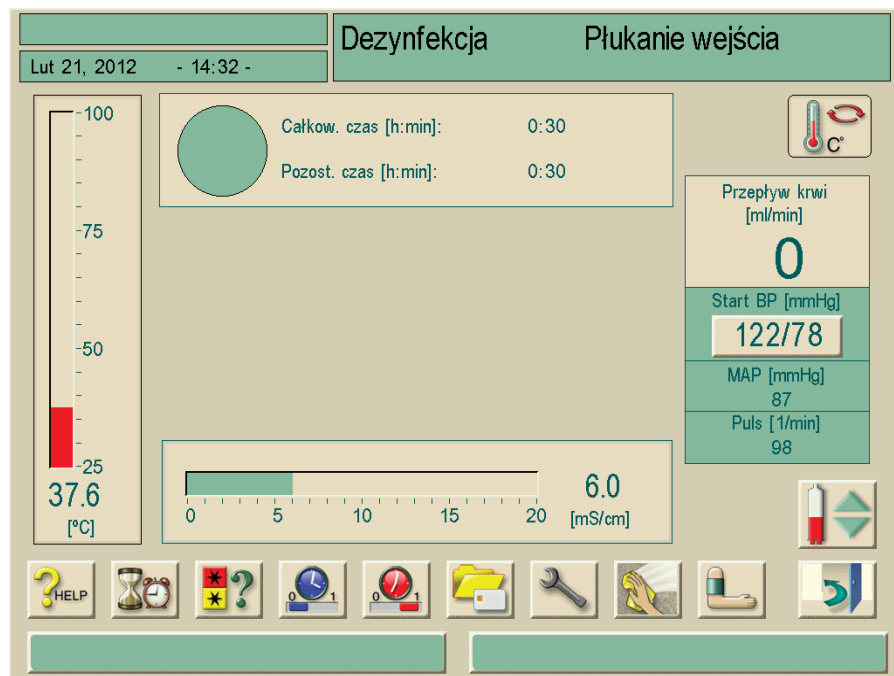 Dezynfekcja Płukanie wejścia
Lut 21, 2012 - 14:32 -
100
75
50
25
37.6
[ºC]
Całkow. czas [h:min]: 0:30
Pozost. czas [h:min]: 0:30
C°
Przepływ krwi
[ml/min]
0
Start BP [mmHg]
122/78
MAP [mmHg]
87
Puls [1/min]
98
0 5 10 15 20
6.0
[mS/cm]
? HELP
?
0 1
0 1